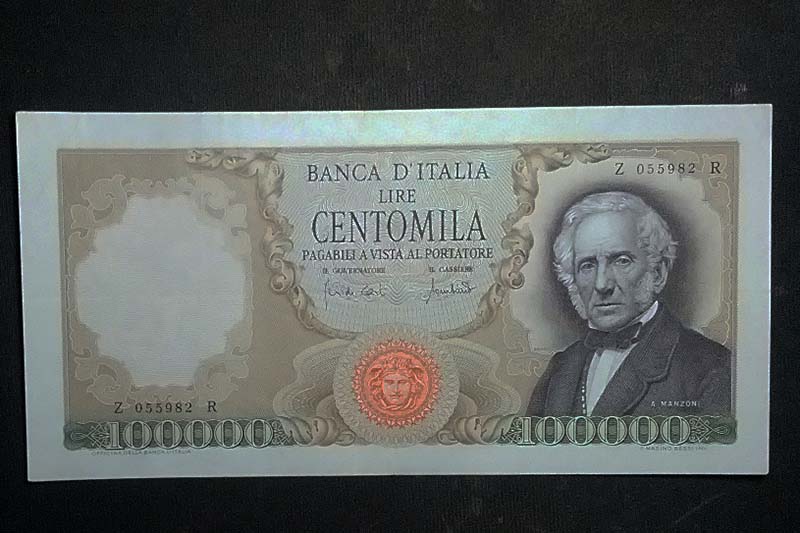 BANCA D'ITALIA
Z 055982 R
LIRE
CENTOMILA
PAGABILI A VISTA AL PORTATORE
IL GOVERNATORE IL CASSIERE
Z 055982 R
A. MANZONI
100000 100000
OFFICINA DELLA BANCA D'ITALIA